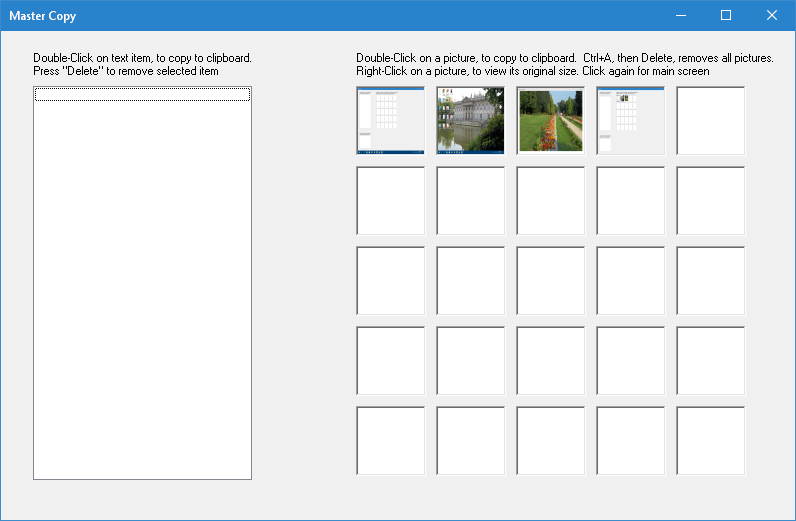 Master Copy
Double-Click on text item, to copy to clipboard.
Press "Delete" to remove selected item
Double-Click on a picture, to copy to clipboard.  Ctrl+A, then Delete, removes all pictures.
Right-Click on a picture, to view its original size. Click again for main screen